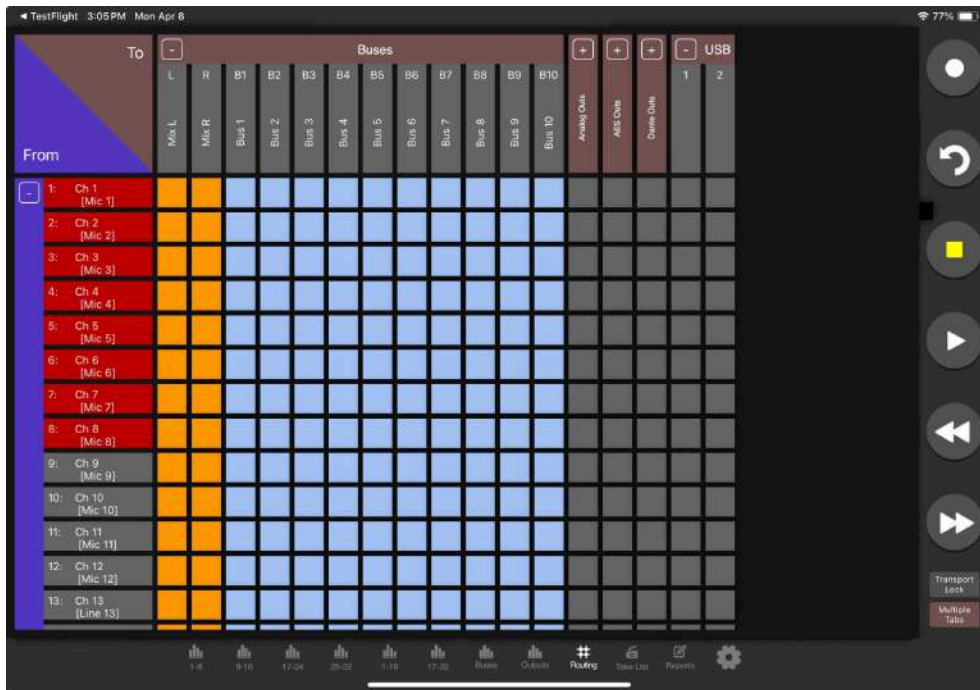 ◀ TestFlight 3:05 PM Mon Apr 8
77%
To
From
- Buses
+ + + - USB
L R B1 B2 B3 B4 B5 B6 B7 B8 B9 B10 1 2
Mix L
Mix R
Bus 1
Bus 2
Bus 3
Bus 4
Bus 5
Bus 6
Bus 7
Bus 8
Bus 9
Bus 10
Analog Outs
AES Outs
Dante Outs
-
1: Ch 1
[Mic 1]
2: Ch 2
[Mic 2]
3: Ch 3
[Mic 3]
4: Ch 4
[Mic 4]
5: Ch 5
[Mic 5]
6: Ch 6
[Mic 6]
7: Ch 7
[Mic 7]
8: Ch 8
[Mic 8]
9: Ch 9
[Mic 9]
10: Ch 10
[Mic 10]
11: Ch 11
[Mic 11]
12: Ch 12
[Mic 12]
13: Ch 13
[Line 13]
Transport
Lock
Multiple
Tabs
1-8 9-16 17-24 25-32 1-16 17-32 Buses Outputs Routing Take List Reports